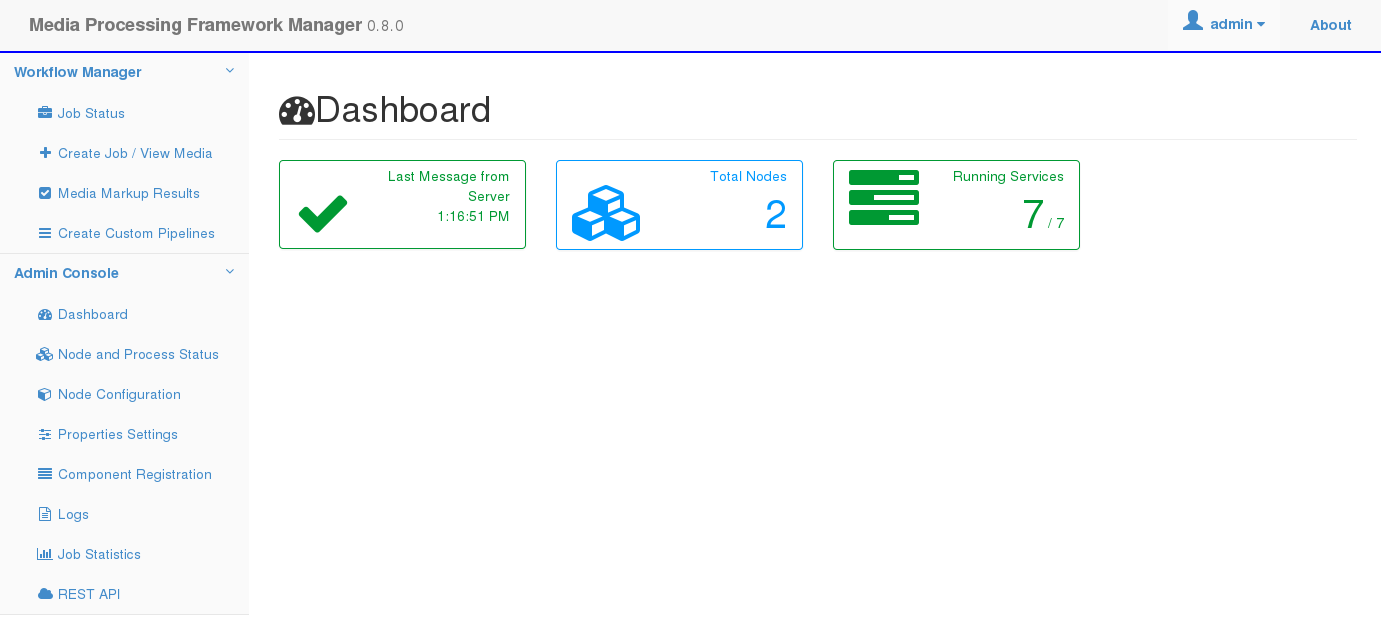 Media Processing Framework Manager 0.8.0
admin
About
Workflow Manager
Job Status
Create Job / View Media
Media Markup Results
Create Custom Pipelines
Admin Console
Dashboard
Node and Process Status
Node Configuration
Properties Settings
Component Registration
Logs
Job Statistics
REST API
Dashboard
Last Message from
Server
1:16:51 PM
Total Nodes
2
Running Services
7 / 7